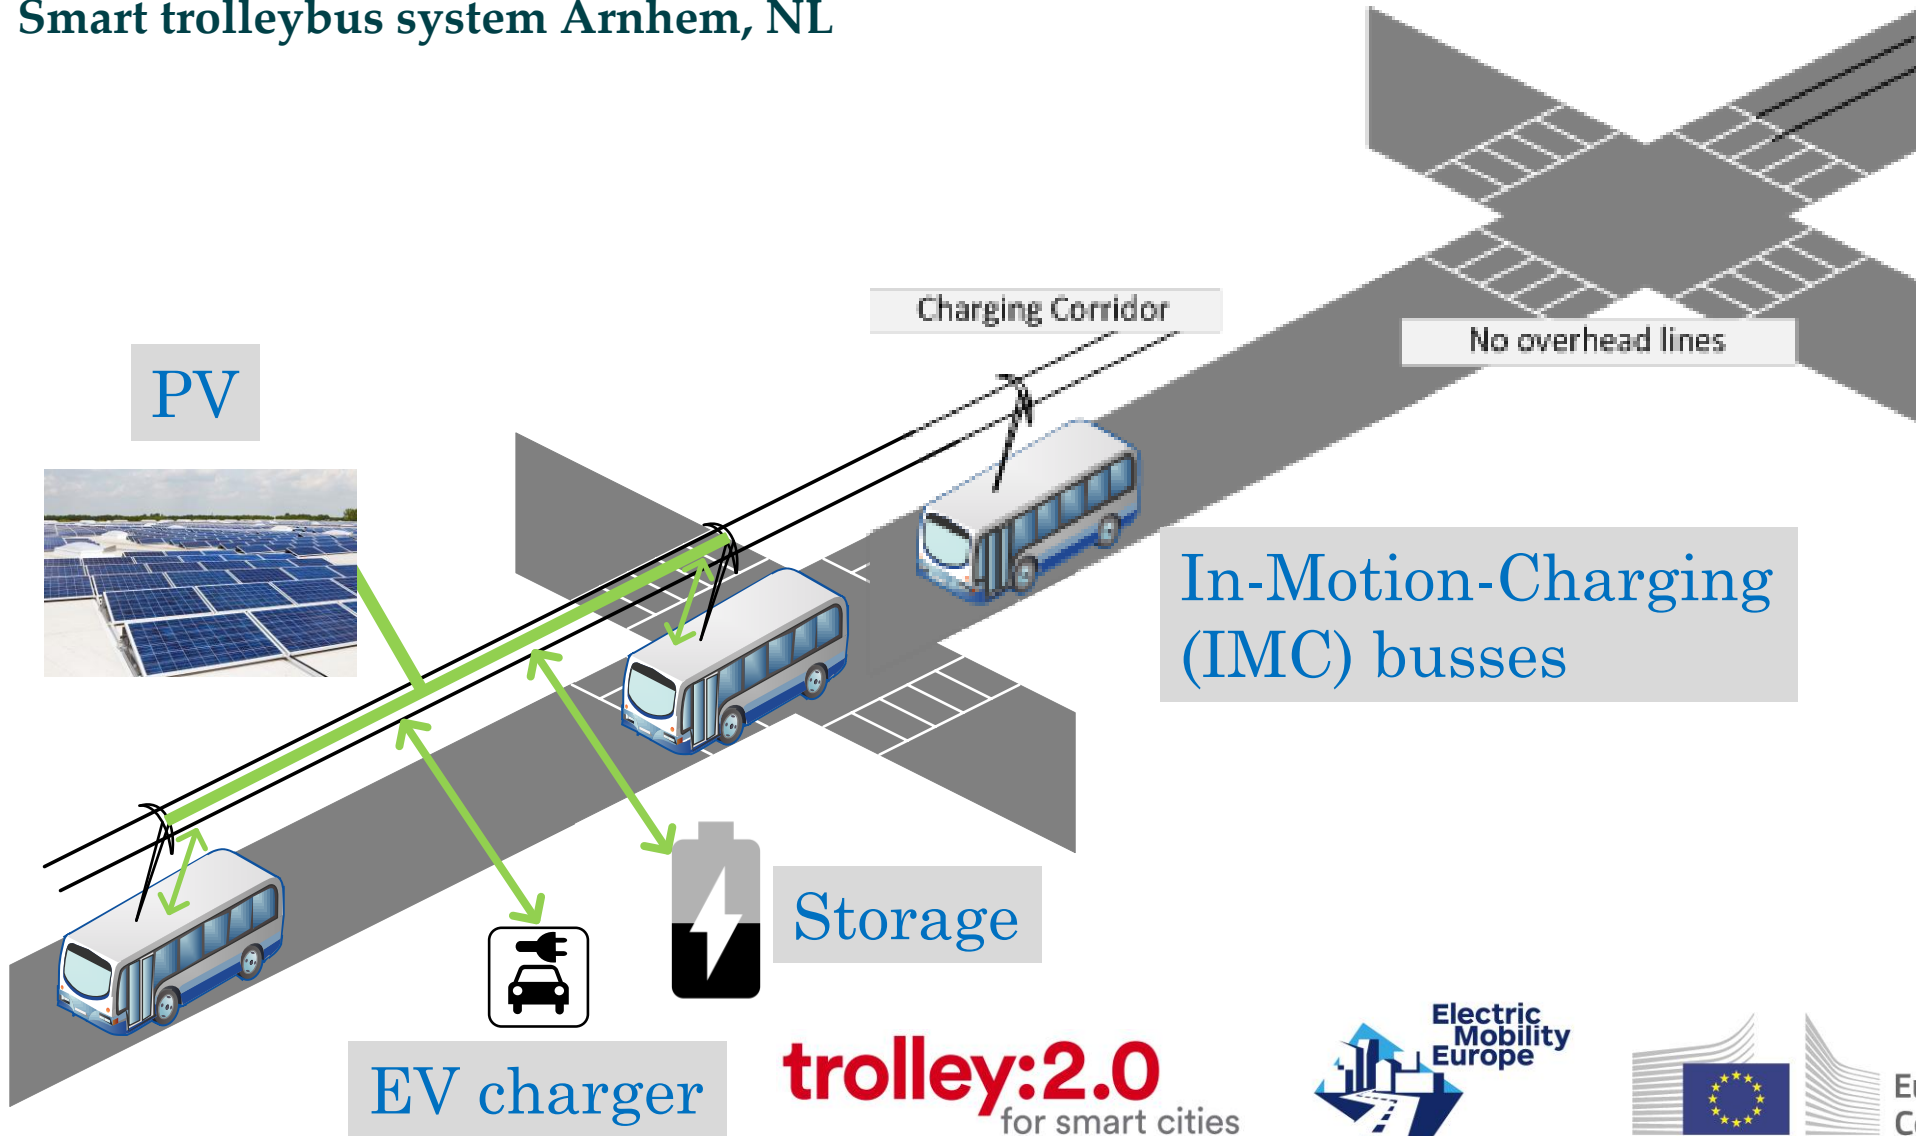 Smart trolleybus system Arnhem, NL
Charging Corridor
No overhead lines
PV
In-Motion-Charging
(IMC) busses
Storage
EV charger
trolley:2.0
for smart cities
Electric
Mobility
Europe